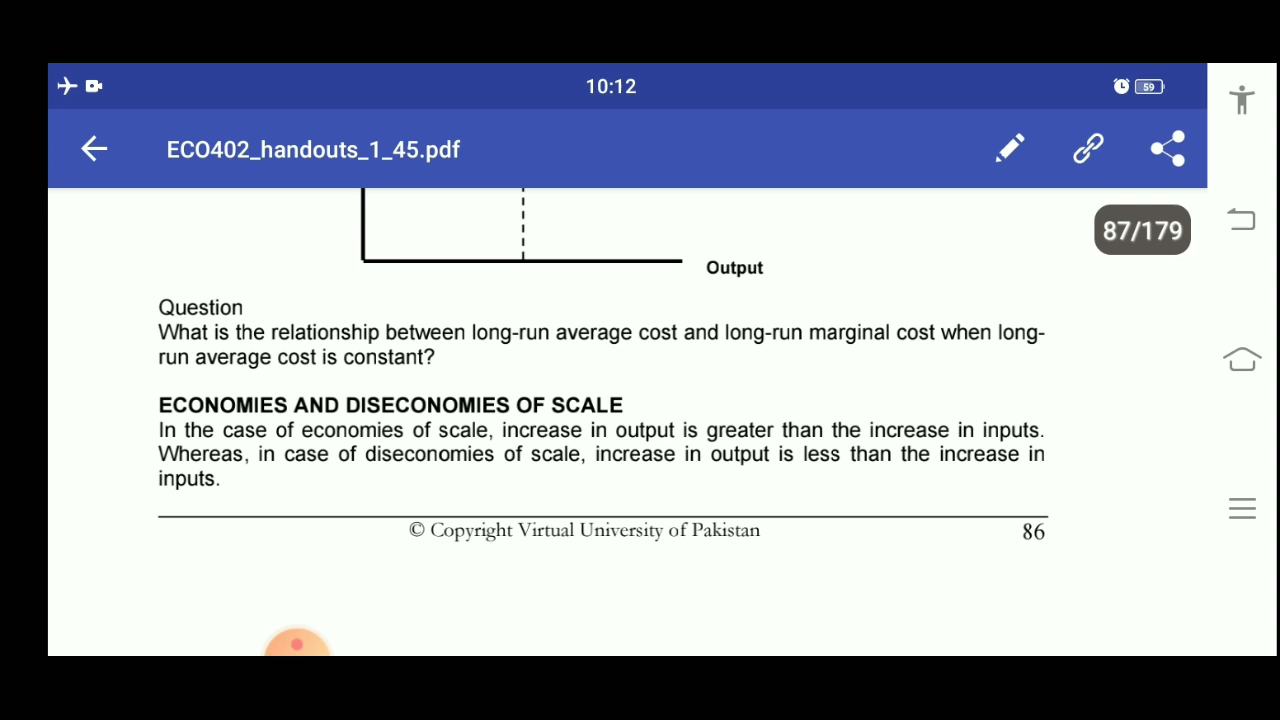 10:12
59
ECO402_handouts_1_45.pdf
87/179
Output
Question
What is the relationship between long-run average cost and long-run marginal cost when long-
run average cost is constant?
ECONOMIES AND DISECONOMIES OF SCALE
In the case of economies of scale, increase in output is greater than the increase in inputs.
Whereas, in case of diseconomies of scale, increase in output is less than the increase in
inputs.
© Copyright Virtual University of Pakistan 86